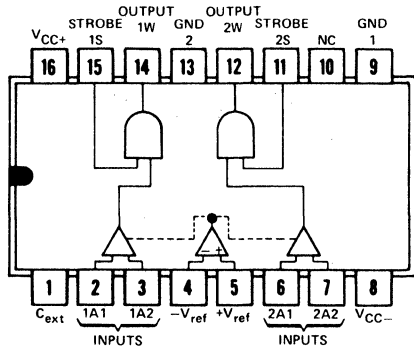 OUTPUT OUTPUT
STROBE 1W GND 2W STROBE GND
VCC+ 1S 2 2S NC 1
16 15 14 13 12 11 10 9
- +
1 2 3 4 5 6 7 8
Cext 1A1 1A2 −Vref +Vref 2A1 2A2 VCC−
INPUTS INPUTS